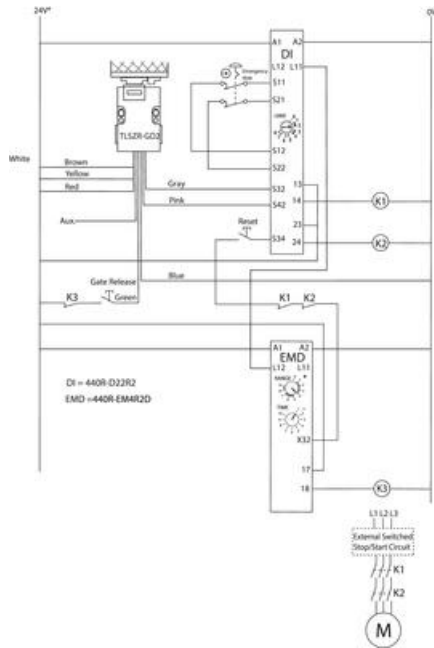 24V*
0V
A1 A2
DI
L12 L11
Emergency
Stop
S11
S21
TLSZR-GD2
S12
S22
White
Brown
Yellow
Red
Gray
S32
13
Pink
S42
14
K1
Aux.
Reset
23
S34
24
K2
Blue
Gate Release
K3
Green
K1 K2
A1 A2
EMD
L12 L11
RANGE
TIME
DI = 440R-D22R2
EMD =440R-EM4R2D
X32
17
18
K3
L1 L2 L3
External Switched
Stop/Start Circuit
K1
K2
M